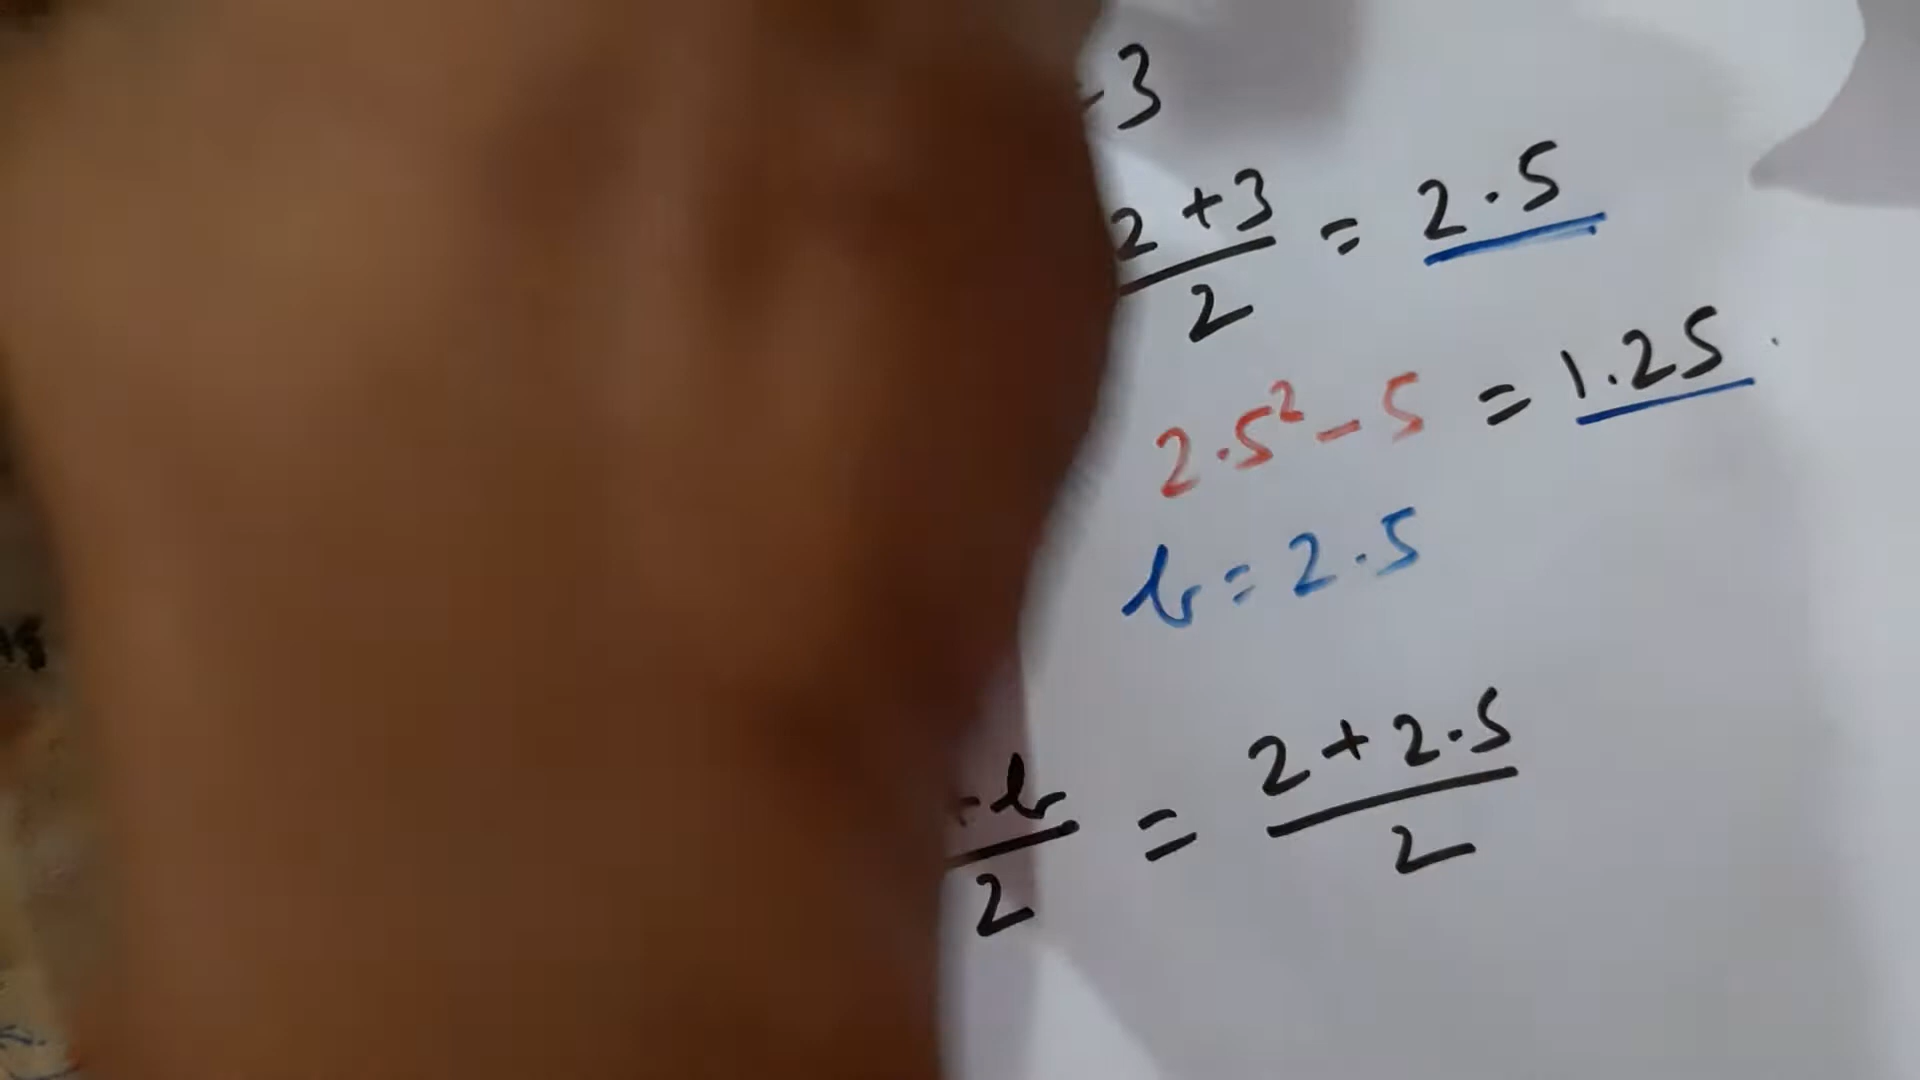 -3
2 + 3 / 2 = 2.5
2.5² - 5 = 1.25
b = 2.5
b / 2 = 2 + 2.5 / 2